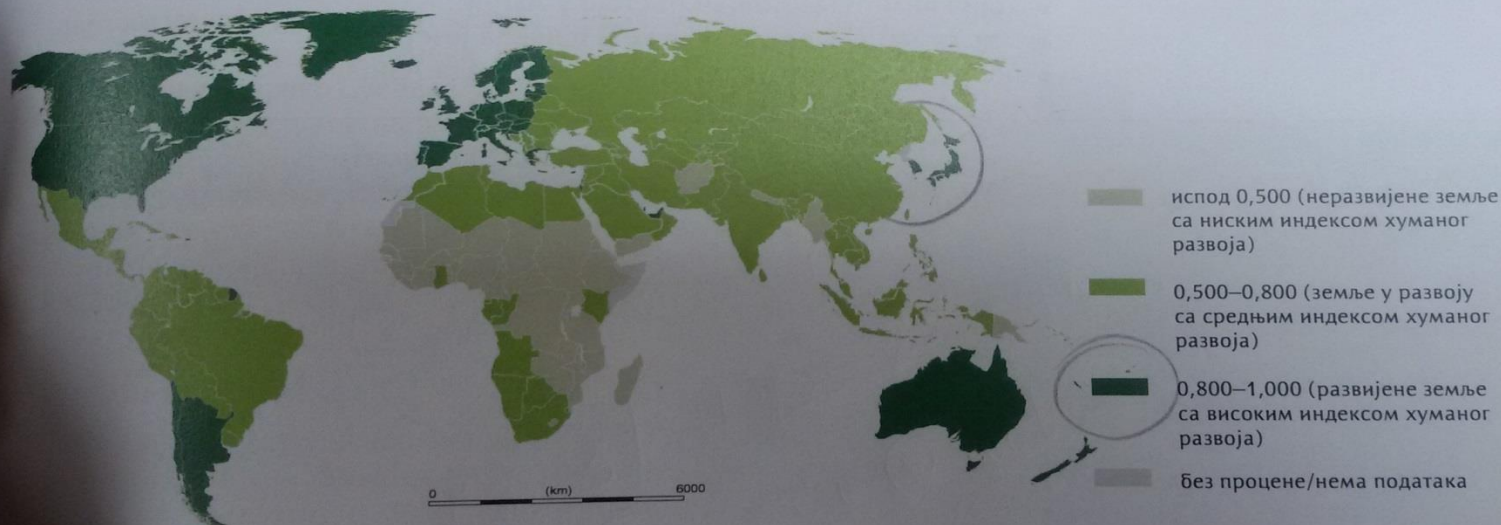 испод 0,500 (неразвијене земље
са ниским индексом хуманог
развоја)
0,500–0,800 (земље у развоју
са средњим индексом хуманог
развоја)
0,800–1,000 (развијене земље
са високим индексом хуманог
развоја)
без процене/нема података
0 (km) 6000